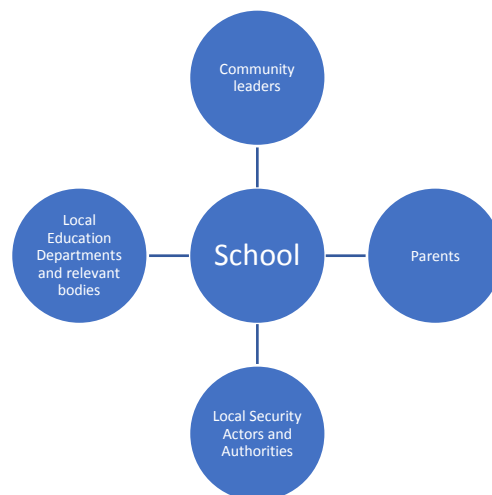 Community
leaders
Local
Education
Departments
and relevant
bodies
School
Parents
Local Security
Actors and
Authorities